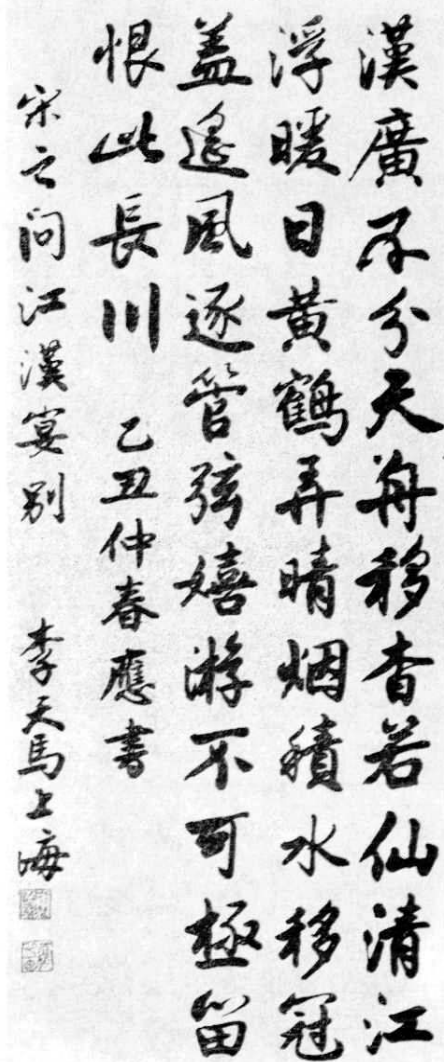 漢廣不分天舟移杳若仙清江
浮暖日黃鶴弄晴烟積水移冠
蓋遙風逐管弦嬉游不可極留
恨此長川 乙丑仲春應書
宋之問江漢宴別 李天馬上海